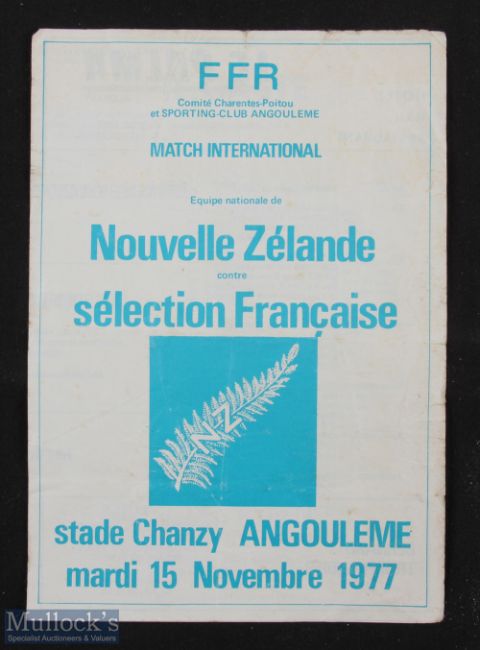 FFR
Comité Charentes-Poitou
et SPORTING-CLUB ANGOULEME
MATCH INTERNATIONAL
Equipe nationale de
Nouvelle Zélande
contre
sélection Française
NZ
stade Chanzy ANGOULEME
mardi 15 Novembre 1977
Mullock's
Specialist Auctioneers & Valuers